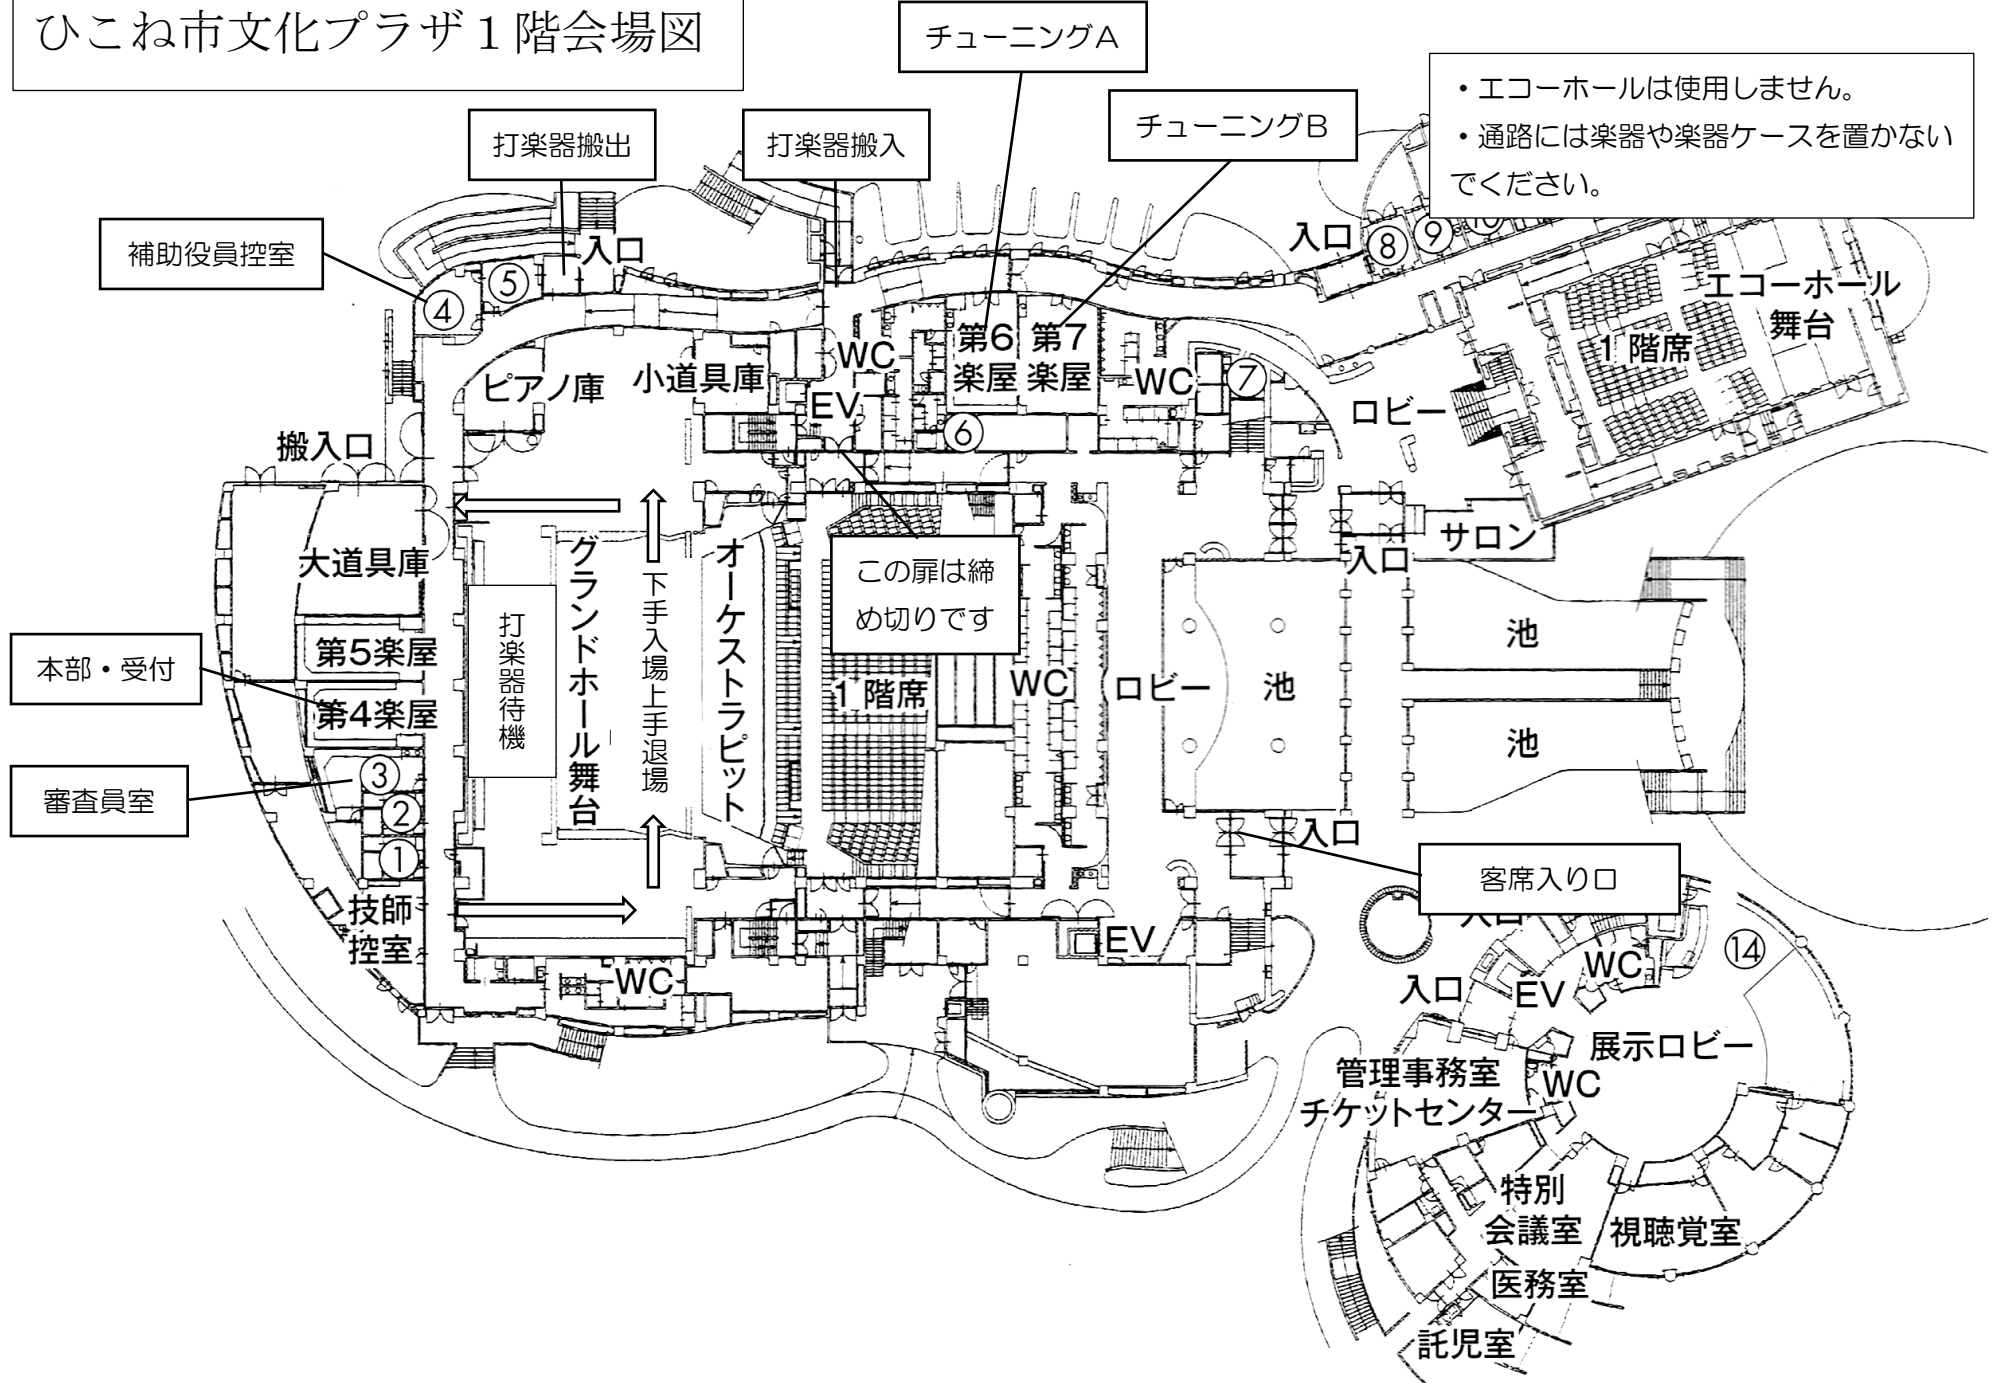 ひこね市文化プラザ１階会場図
チューニングA
・エコーホールは使用しません。
・通路には楽器や楽器ケースを置かない
でください。
チューニングB
打楽器搬出
打楽器搬入
補助役員控室
入口
入口
⑧
⑨
⑤
④
エコーホール
舞台
1階席
第6
楽屋
第7
楽屋
WC
WC
⑦
ピアノ庫
小道具庫
EV
⑥
ロビー
搬入口
サロン
入口
大道具庫
グランドホール舞台
下手入場上手退場
オーケストラピット
この扉は締
め切りです
打楽器待機
第5楽屋
本部・受付
第4楽屋
1階席
WC
ロビー
池
池
池
審査員室
③
②
①
入口
客席入り口
入口
技師
控室
WC
EV
⑭
WC
入口
EV
展示ロビー
管理事務室
チケットセンター
WC
特別
会議室
視聴覚室
医務室
託児室